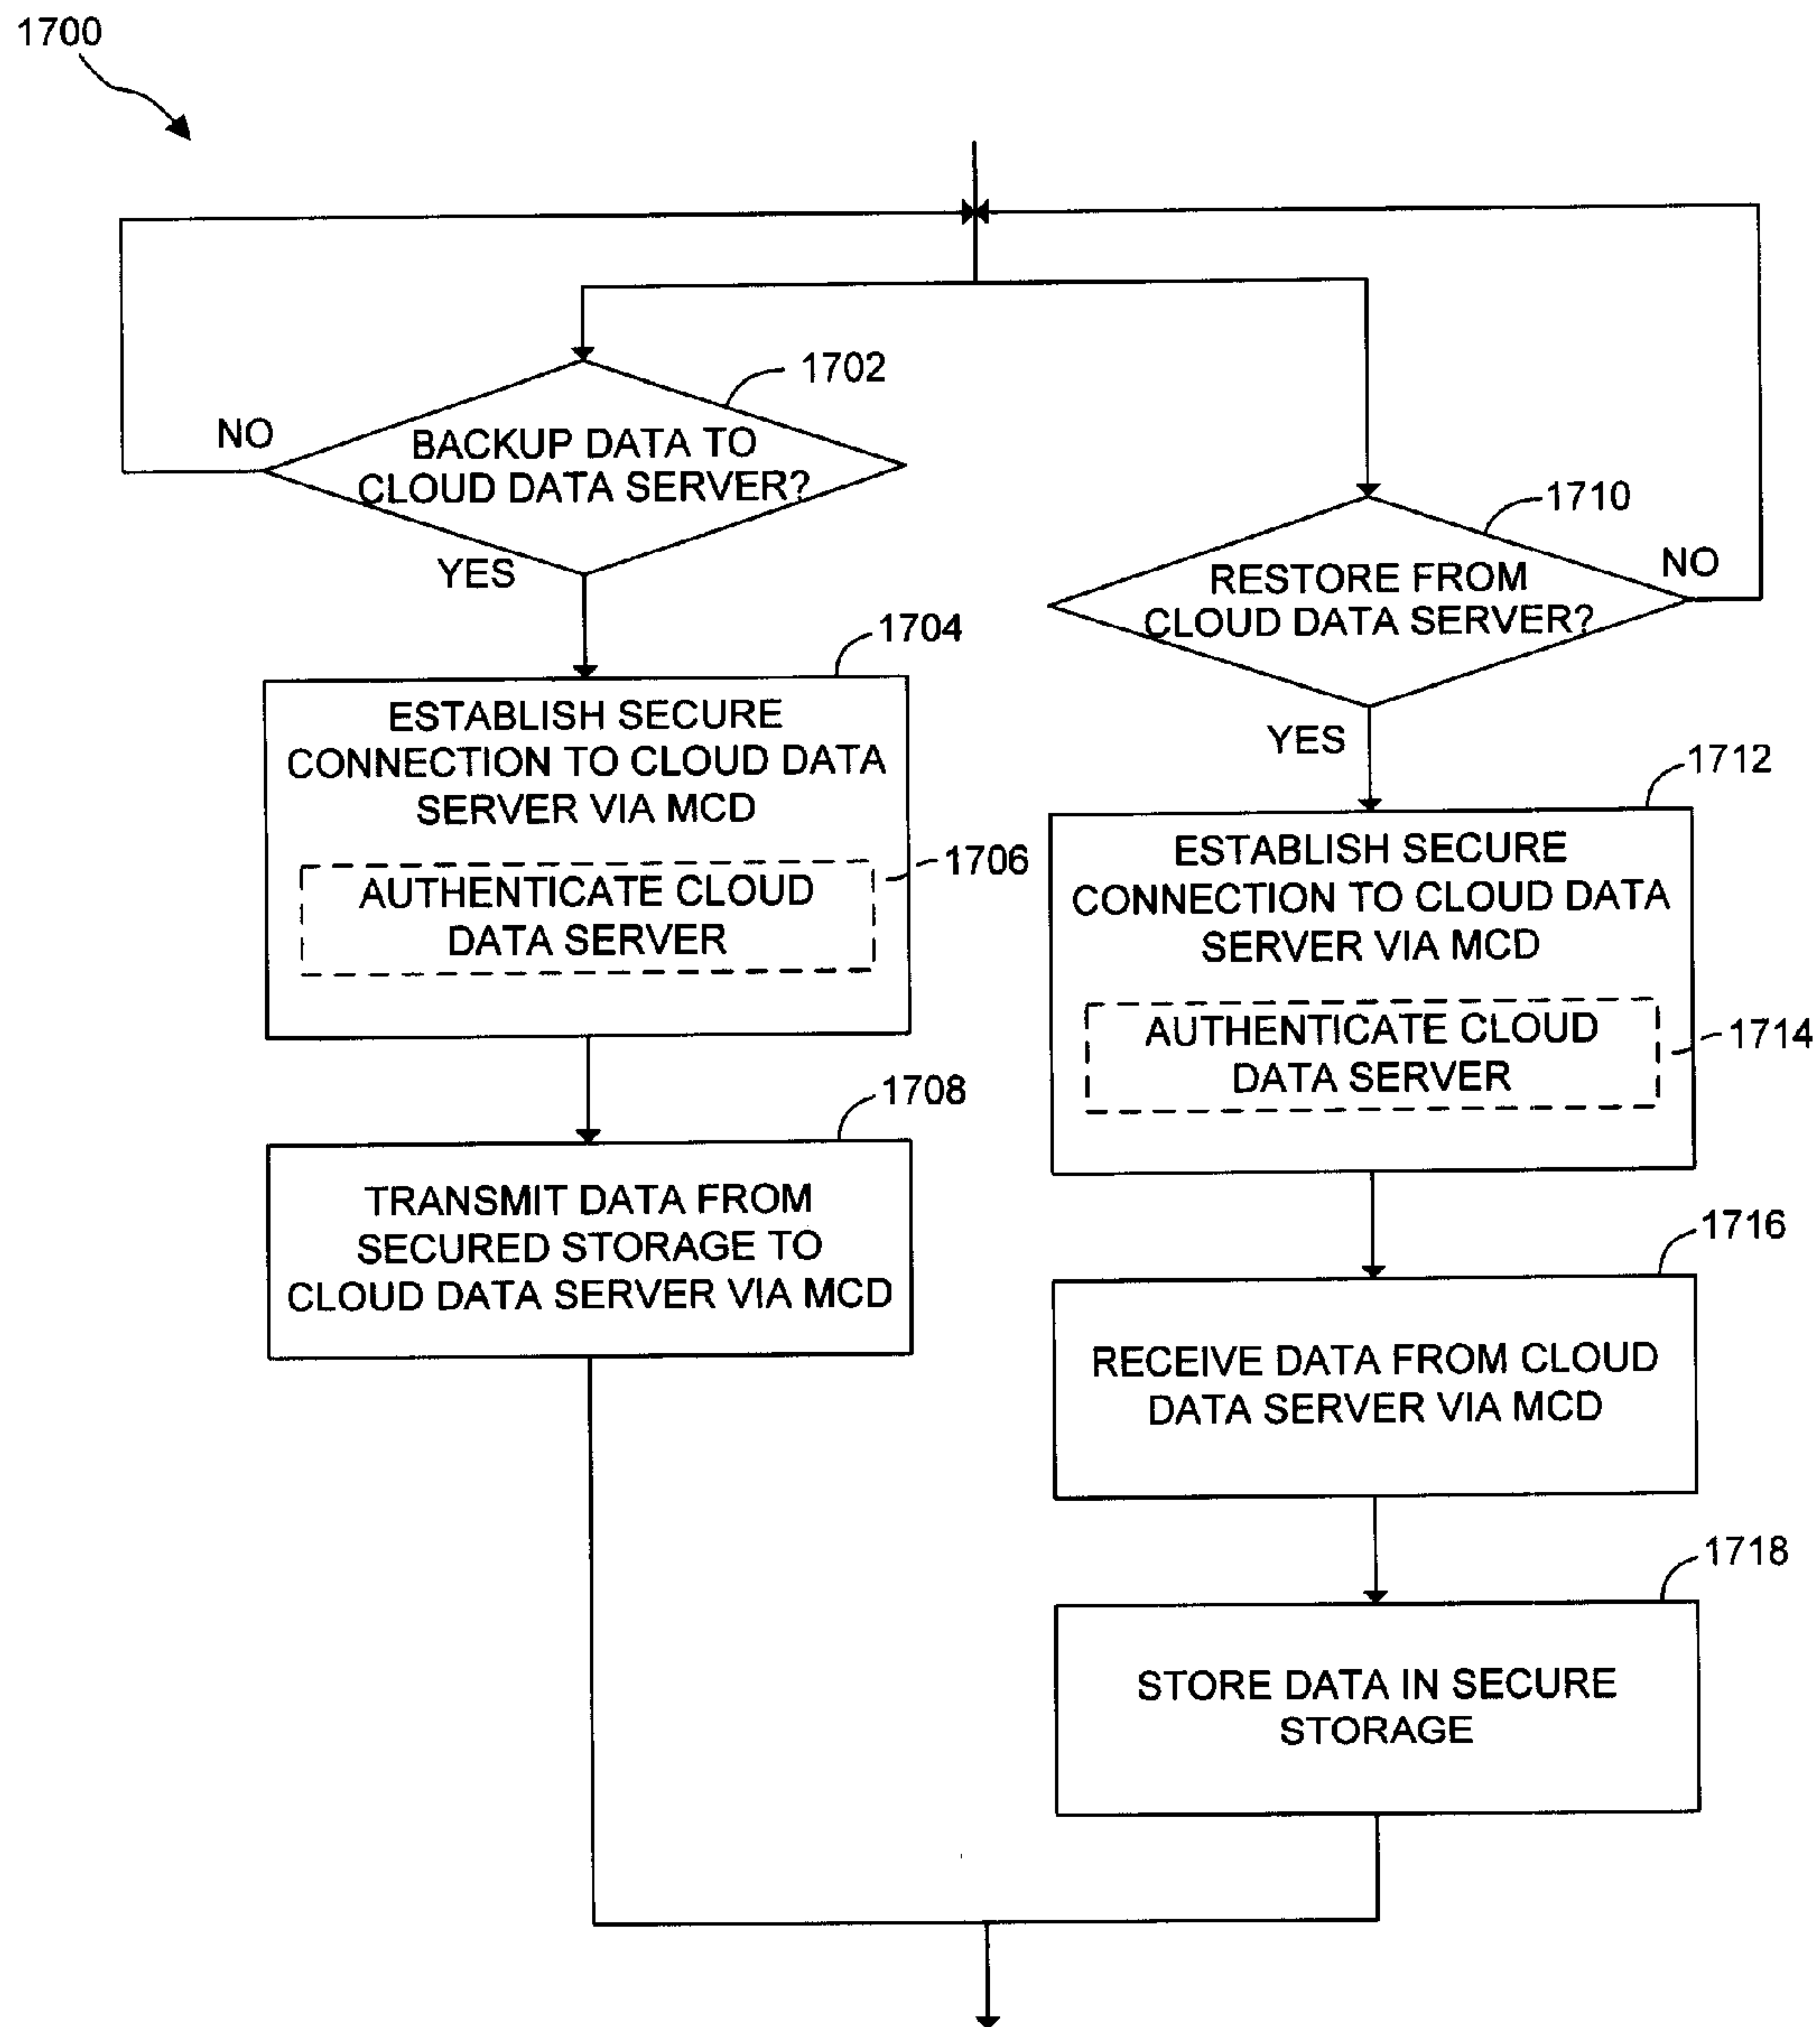 1700
1702
NO
BACKUP DATA TO
CLOUD DATA SERVER?
YES
1704
ESTABLISH SECURE
CONNECTION TO CLOUD DATA
SERVER VIA MCD
1706
AUTHENTICATE CLOUD
DATA SERVER
1708
TRANSMIT DATA FROM
SECURED STORAGE TO
CLOUD DATA SERVER VIA MCD
1710
NO
RESTORE FROM
CLOUD DATA SERVER?
YES
1712
ESTABLISH SECURE
CONNECTION TO CLOUD DATA
SERVER VIA MCD
AUTHENTICATE CLOUD
DATA SERVER
1714
1716
RECEIVE DATA FROM CLOUD
DATA SERVER VIA MCD
1718
STORE DATA IN SECURE
STORAGE